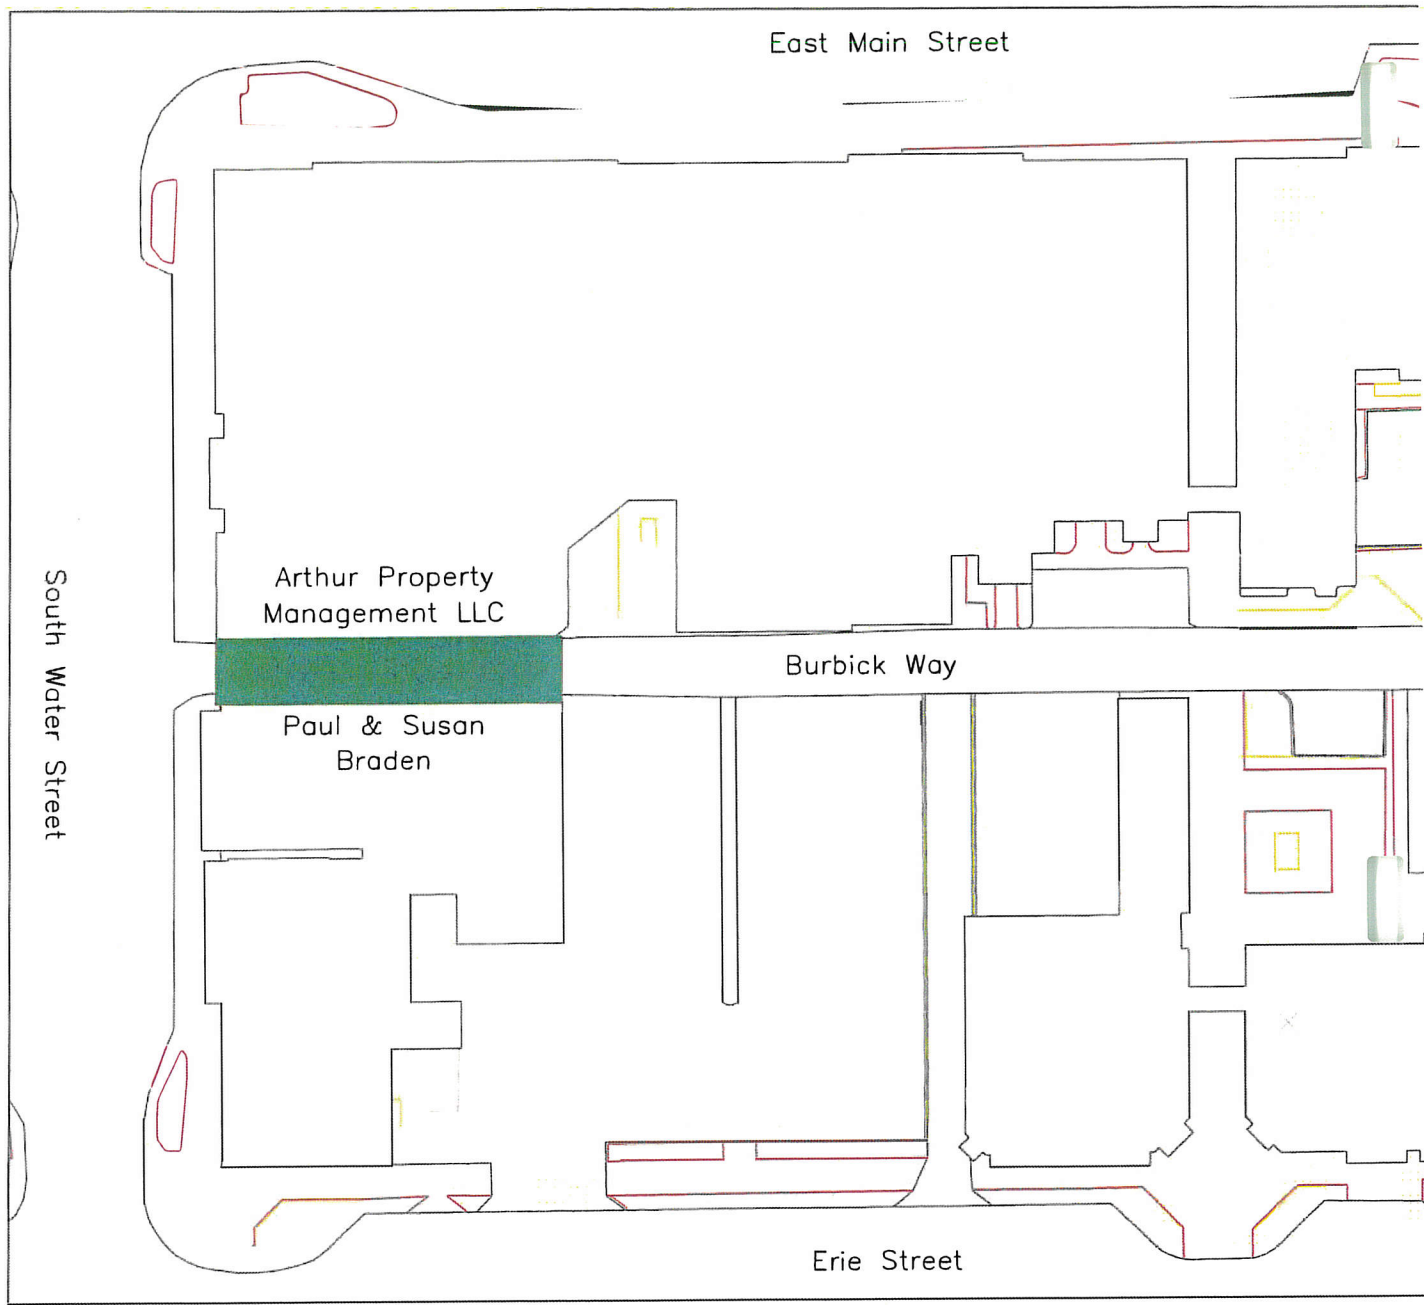 East Main Street
Arthur Property
Management LLC
Burbick Way
Paul & Susan
Braden
South Water Street
Erie Street